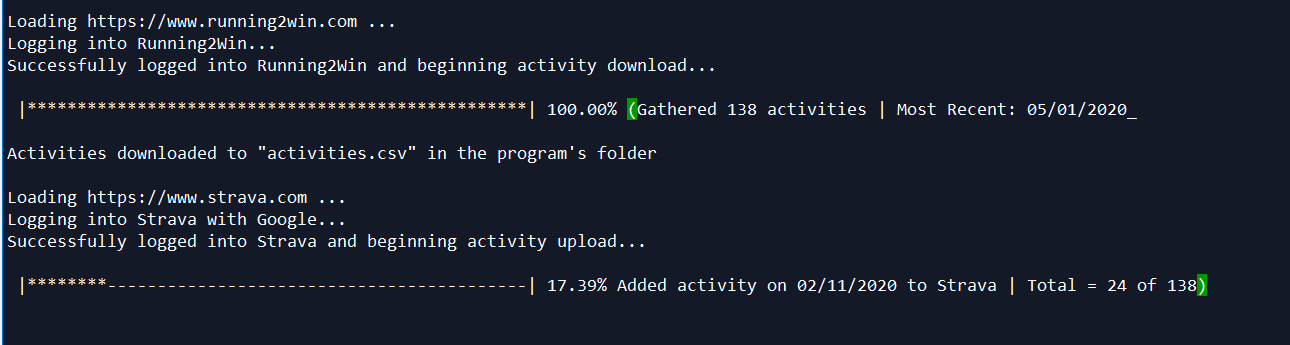 Loading https://www.running2win.com ...
Logging into Running2Win...
Successfully logged into Running2Win and beginning activity download...
|**************************************************| 100.00% (Gathered 138 activities | Most Recent: 05/01/2020_
Activities downloaded to "activities.csv" in the program's folder
Loading https://www.strava.com ...
Logging into Strava with Google...
Successfully logged into Strava and beginning activity upload...
|********------------------------------------------| 17.39% Added activity on 02/11/2020 to Strava | Total = 24 of 138)